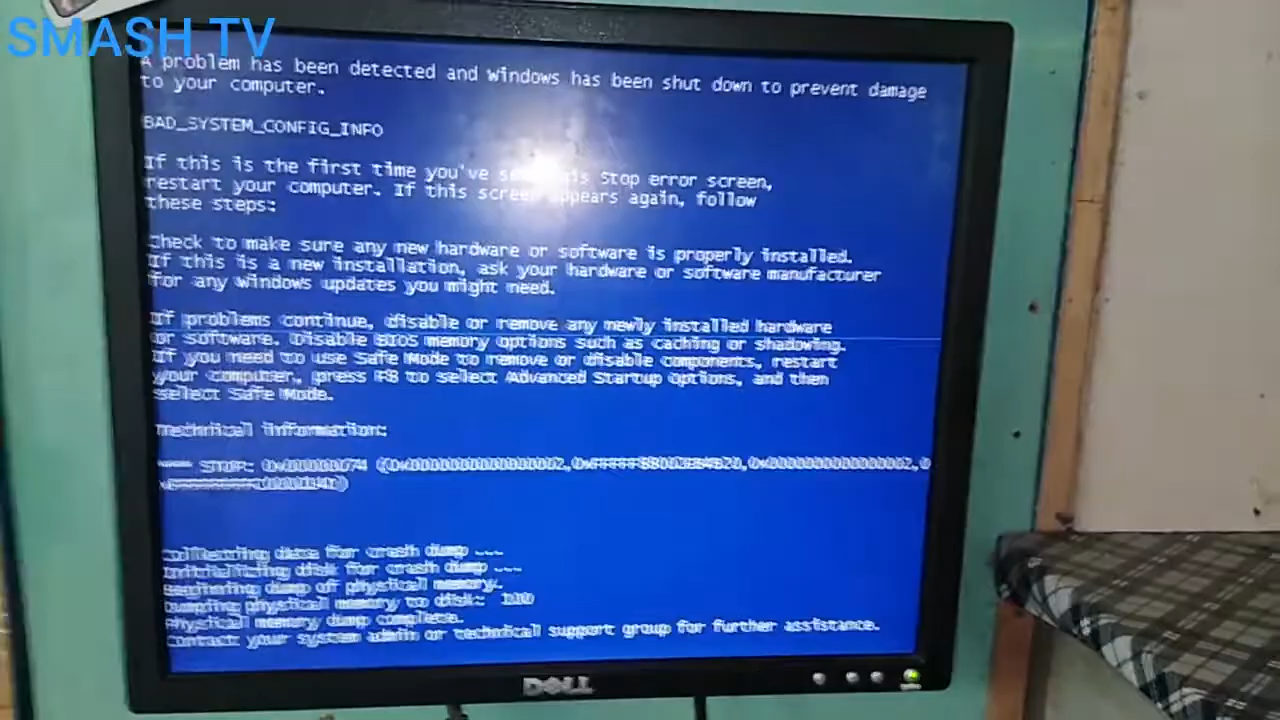 SMASH TV
A problem has been detected and windows has been shut down to prevent damage
to your computer.
BAD_SYSTEM_CONFIG_INFO
If this is the first time you've Stop error screen,
restart your computer. If this screen appears again, follow
these steps:
Check to make sure any new hardware or software is properly installed.
If this is a new installation, ask your hardware or software manufacturer
for any windows updates you might need.
If problems continue, disable or remove any newly installed hardware
or software. Disable BIOS memory options such as caching or shadowing.
If you need to use Safe Mode to remove or disable components, restart
your computer, press F8 to select Advanced Startup Options, and then
select Safe Mode.
Technical information:
*** STOP: 0x00000074
Collecting data for crash dump ...
Initializing disk for crash dump ...
Beginning dump of physical memory.
Dumping physical memory to disk: 100
Physical memory dump complete.
Contact your system admin or technical support group for further assistance.
DELL